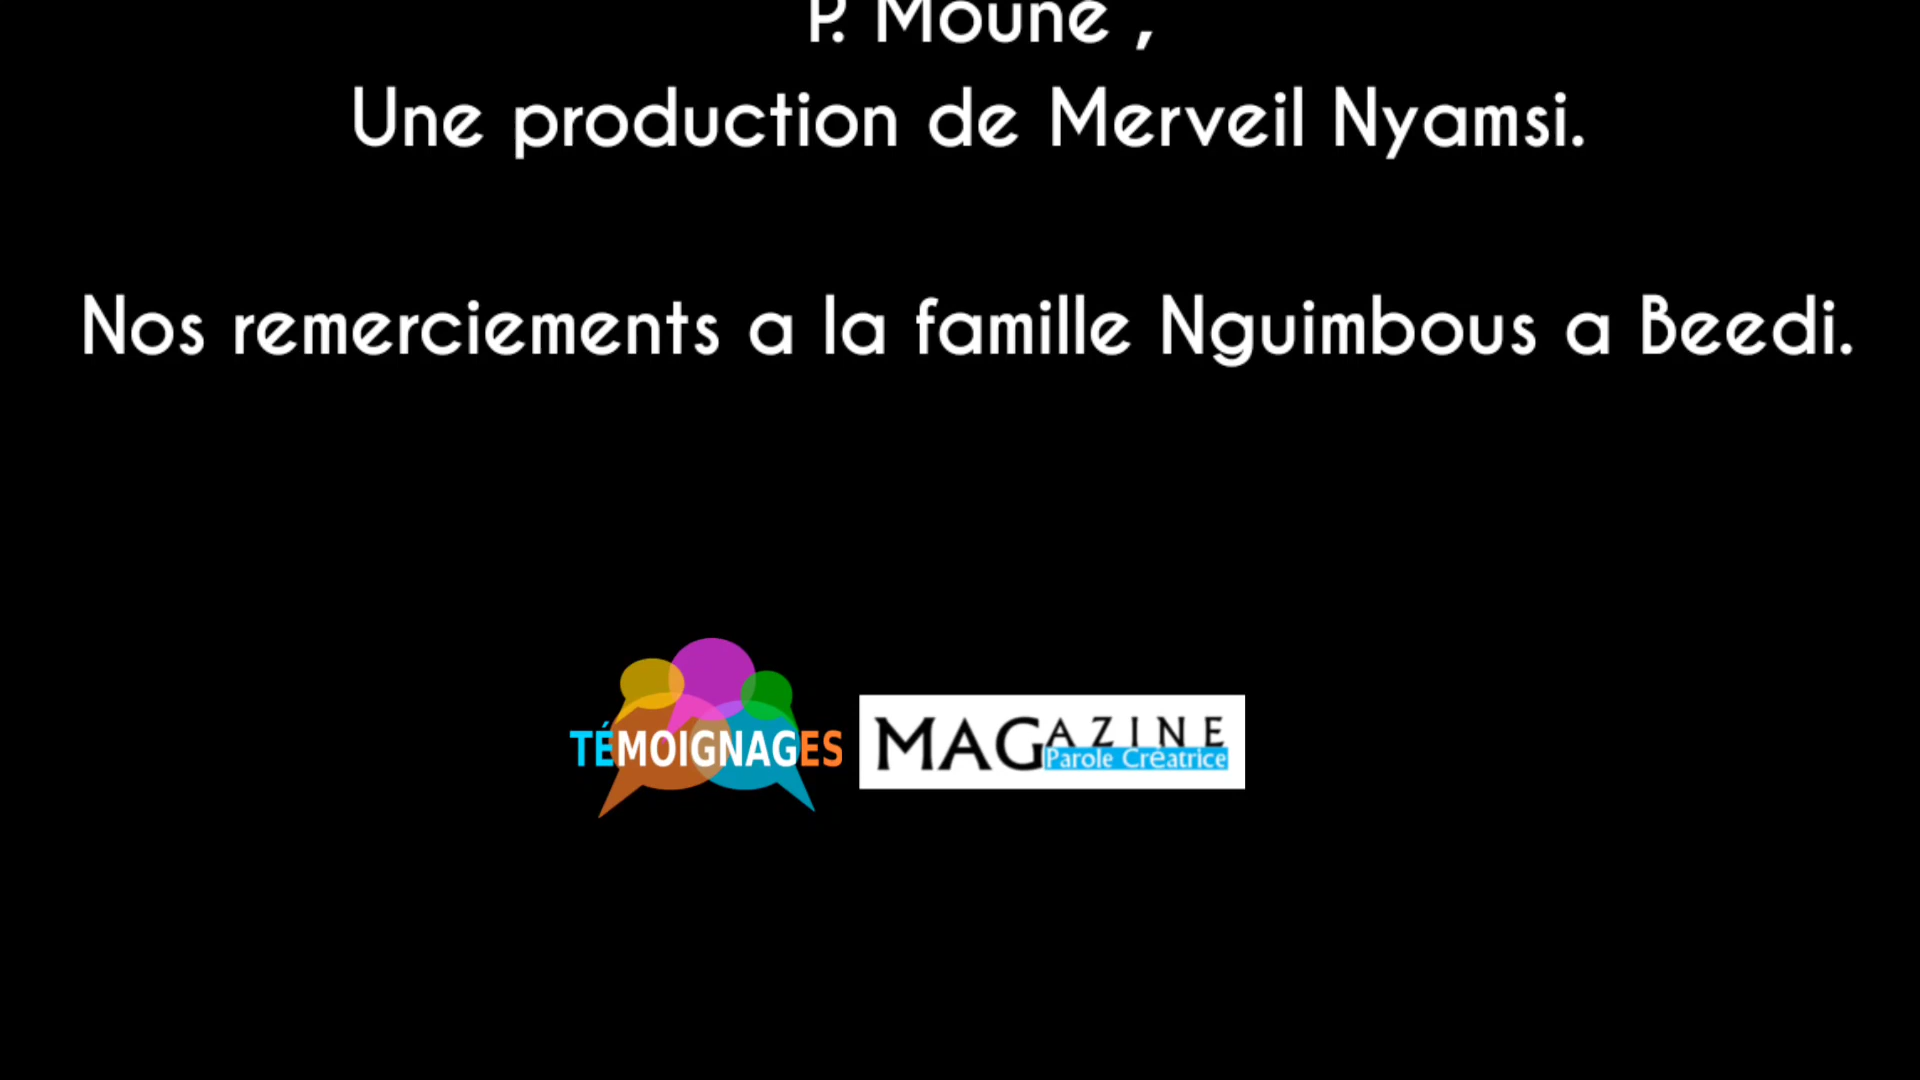 P. Moune ,
Une production de Merveil Nyamsi.
Nos remerciements a la famille Nguimbous a Beedi.
TÉMOIGNAGES
MAGAZINE
Parole Créatrice